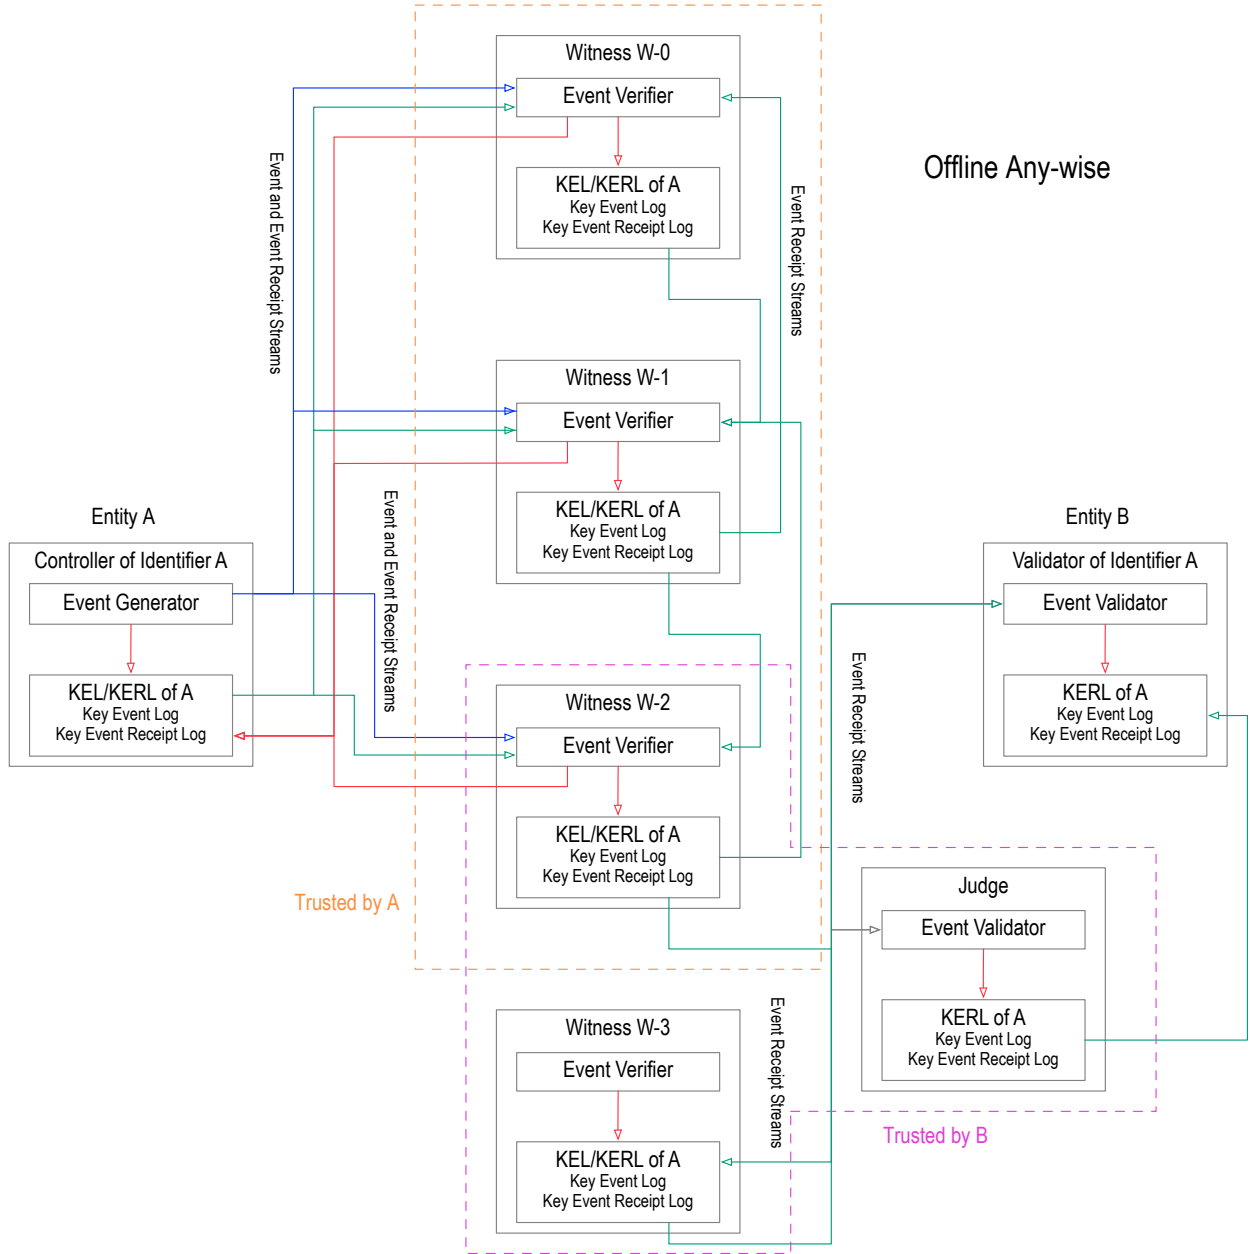 Witness W-0
Event Verifier
KEL/KERL of A
Key Event Log
Key Event Receipt Log
Offline Any-wise
Event and Event Receipt Streams
Event Receipt Streams
Witness W-1
Event Verifier
KEL/KERL of A
Key Event Log
Key Event Receipt Log
Entity A
Controller of Identifier A
Event Generator
KEL/KERL of A
Key Event Log
Key Event Receipt Log
Event and Event Receipt Streams
Entity B
Validator of Identifier A
Event Validator
KERL of A
Key Event Log
Key Event Receipt Log
Event Receipt Streams
Witness W-2
Event Verifier
KEL/KERL of A
Key Event Log
Key Event Receipt Log
Trusted by A
Judge
Event Validator
KERL of A
Key Event Log
Key Event Receipt Log
Trusted by B
Witness W-3
Event Verifier
KEL/KERL of A
Key Event Log
Key Event Receipt Log
Event Receipt Streams